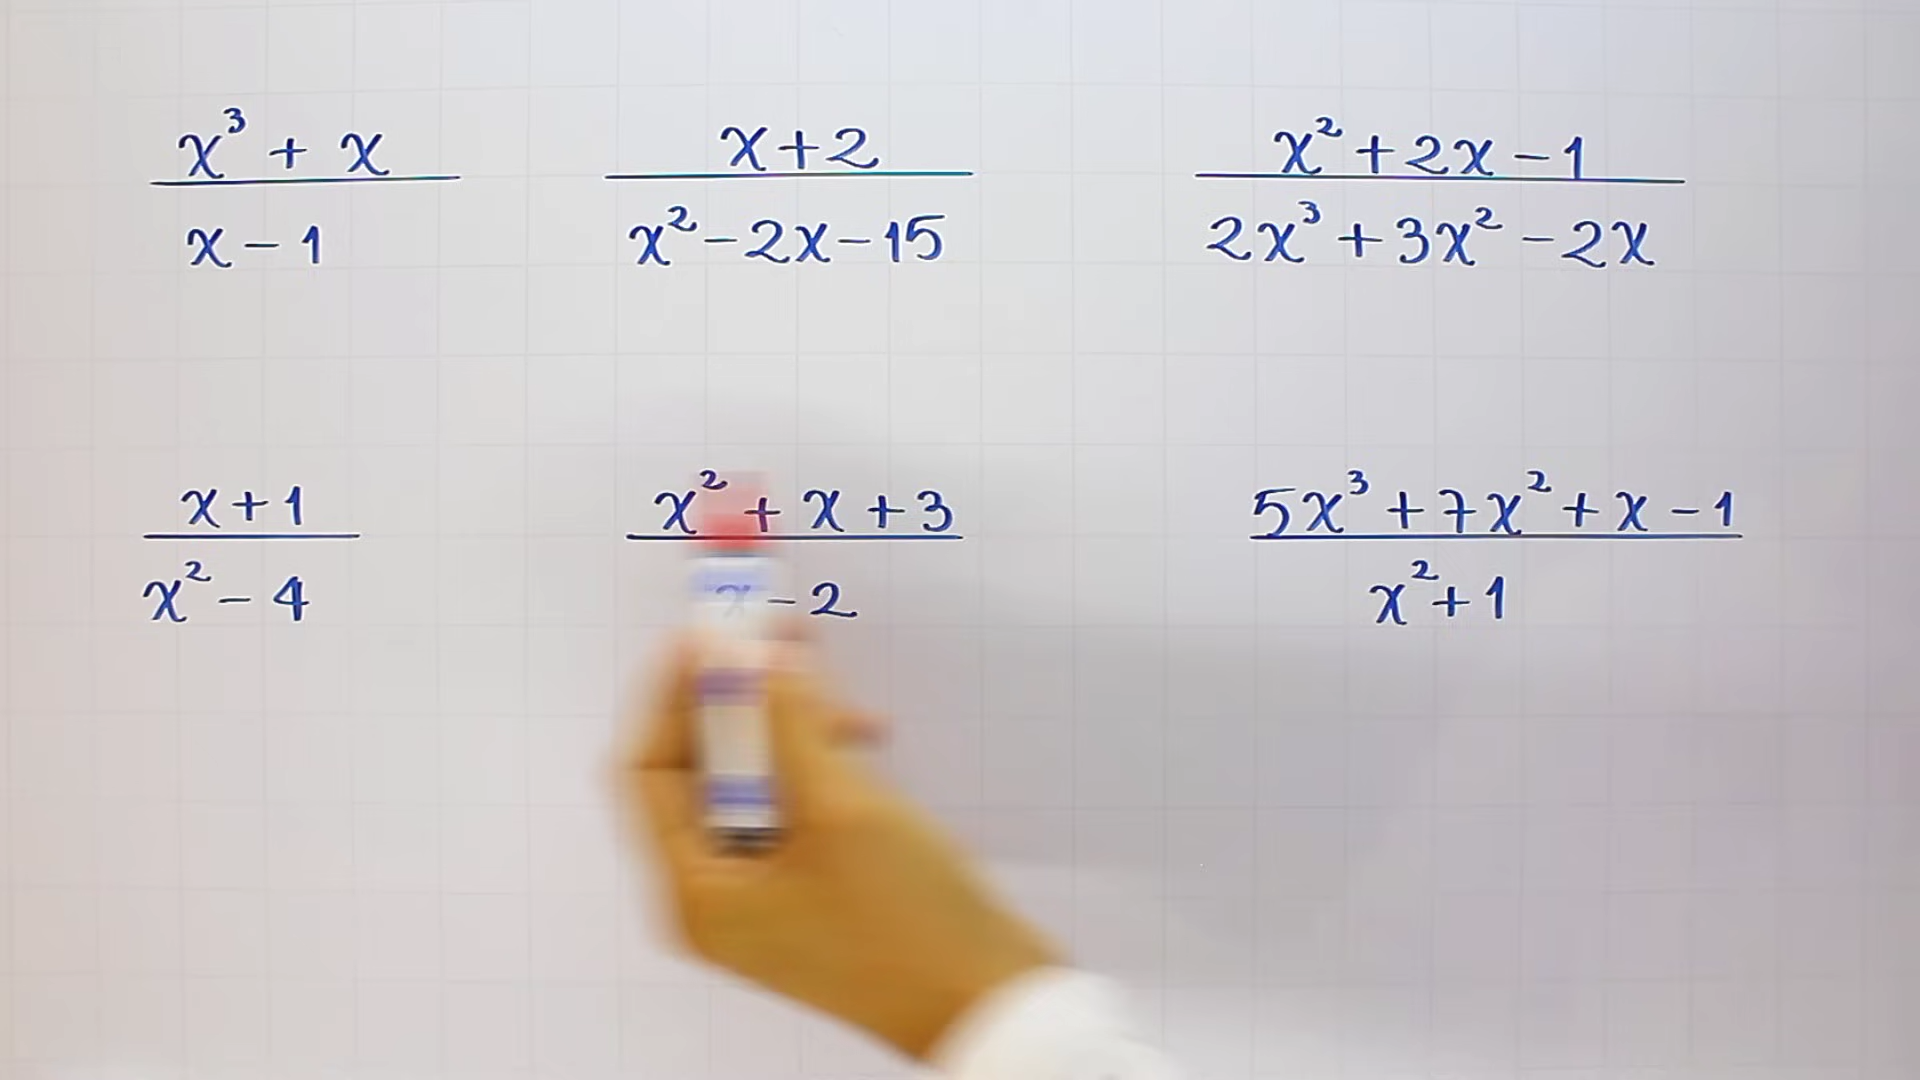 x³ + x
x − 1
x+2
x²−2x−15
x²+2x−1
2x³+3x²−2x
x+1
x²−4
x²+x+3
x−2
5x³+7x²+x−1
x²+1